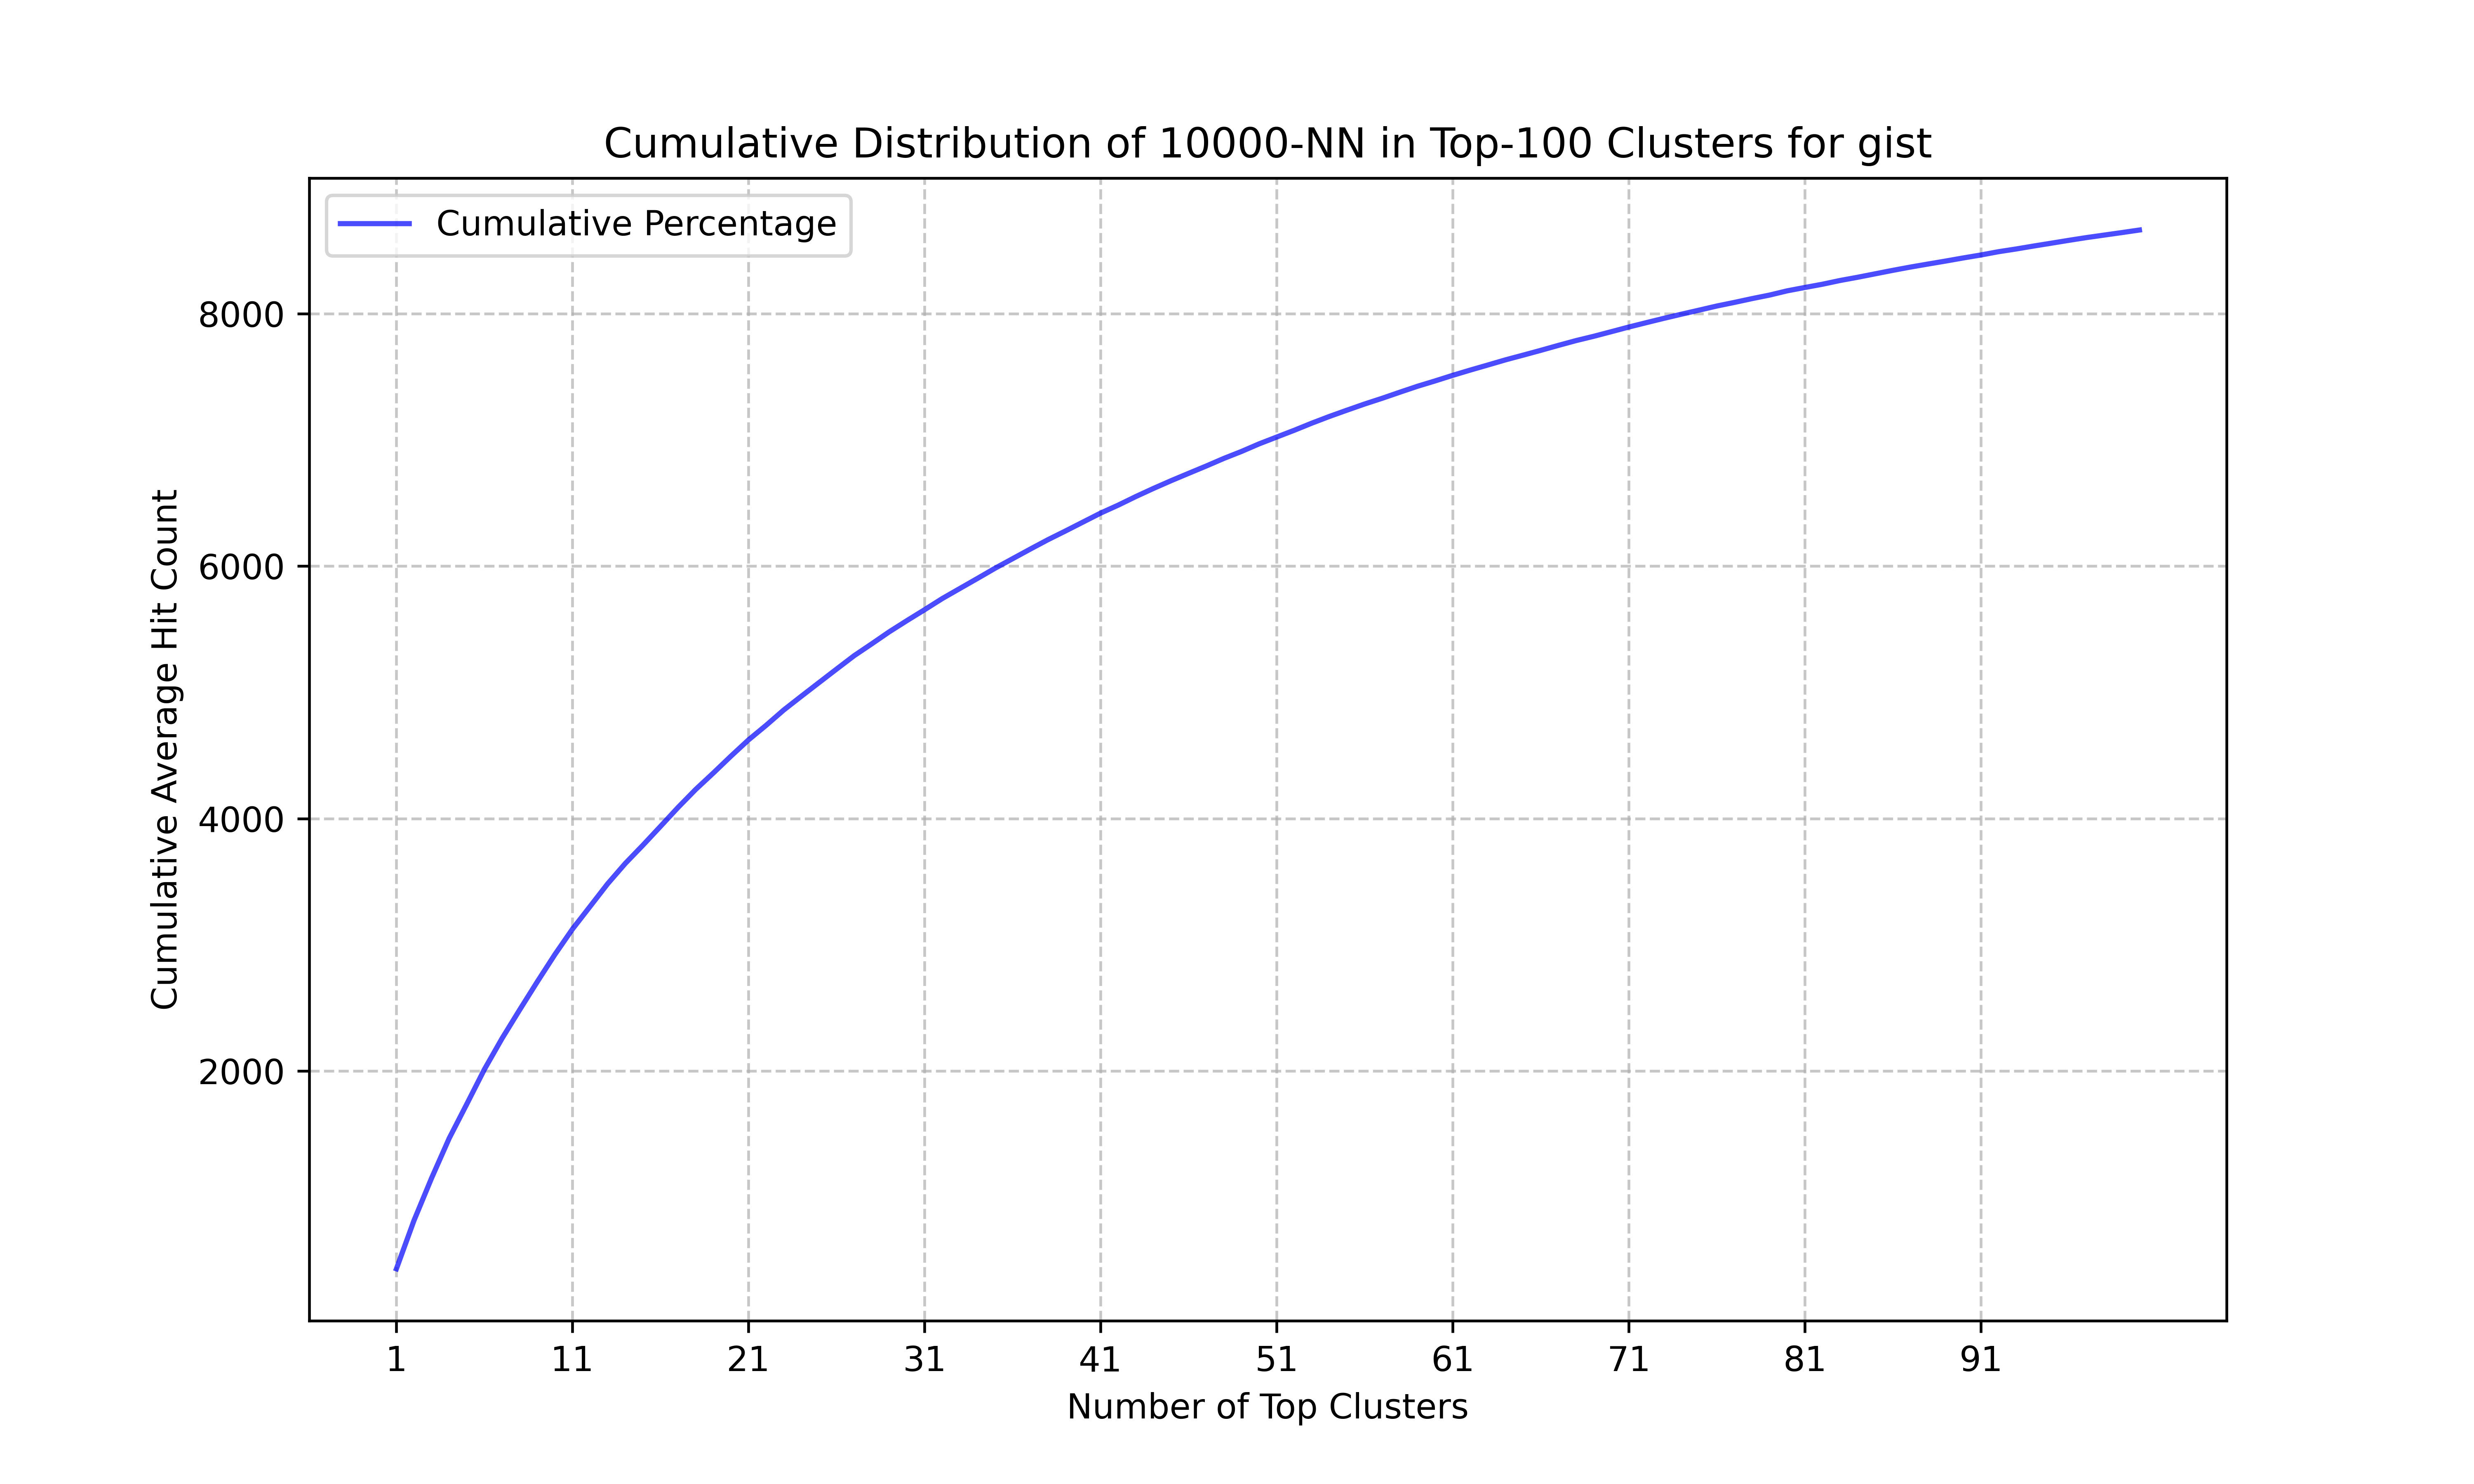 Cumulative Distribution of 10000-NN in Top-100 Clusters for gist
Cumulative Percentage
Cumulative Average Hit Count
8000
6000
4000
2000
1 11 21 31 41 51 61 71 81 91
Number of Top Clusters